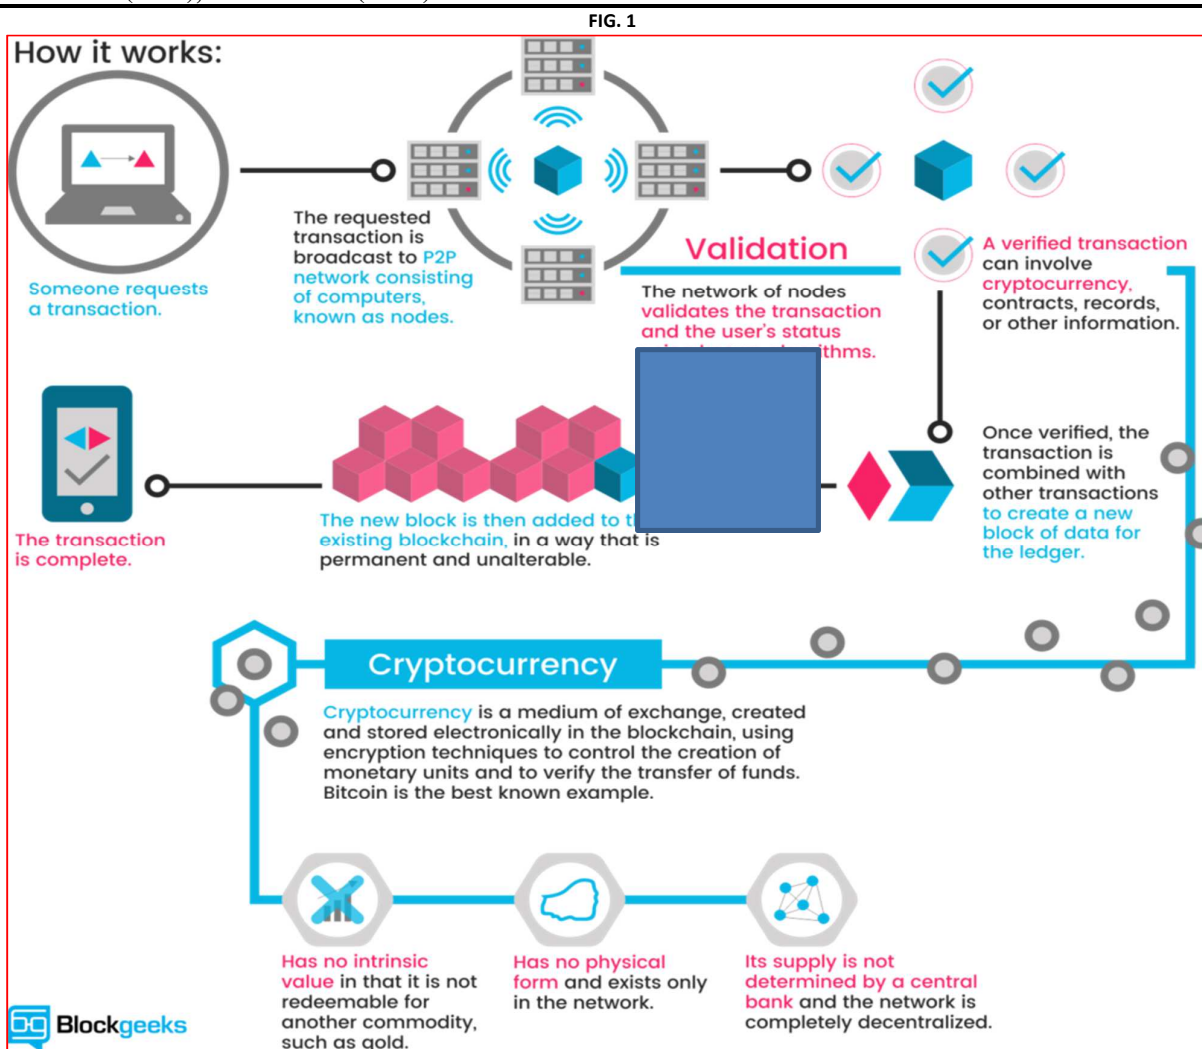 FIG. 1
How it works:
Someone requests
a transaction.
The requested
transaction is
broadcast to P2P
network consisting
of computers,
known as nodes.
Validation
The network of nodes
validates the transaction
and the user's status
A verified transaction
can involve
cryptocurrency,
contracts, records,
or other information.
Once verified, the
transaction is
combined with
other transactions
to create a new
block of data for
the ledger.
The new block is then added to
existing blockchain, in a way that is
permanent and unalterable.
The transaction
is complete.
Cryptocurrency
Cryptocurrency is a medium of exchange, created
and stored electronically in the blockchain, using
encryption techniques to control the creation of
monetary units and to verify the transfer of funds.
Bitcoin is the best known example.
Has no intrinsic
value in that it is not
redeemable for
another commodity,
such as gold.
Has no physical
form and exists only
in the network.
Its supply is not
determined by a central
bank and the network is
completely decentralized.
Blockgeeks